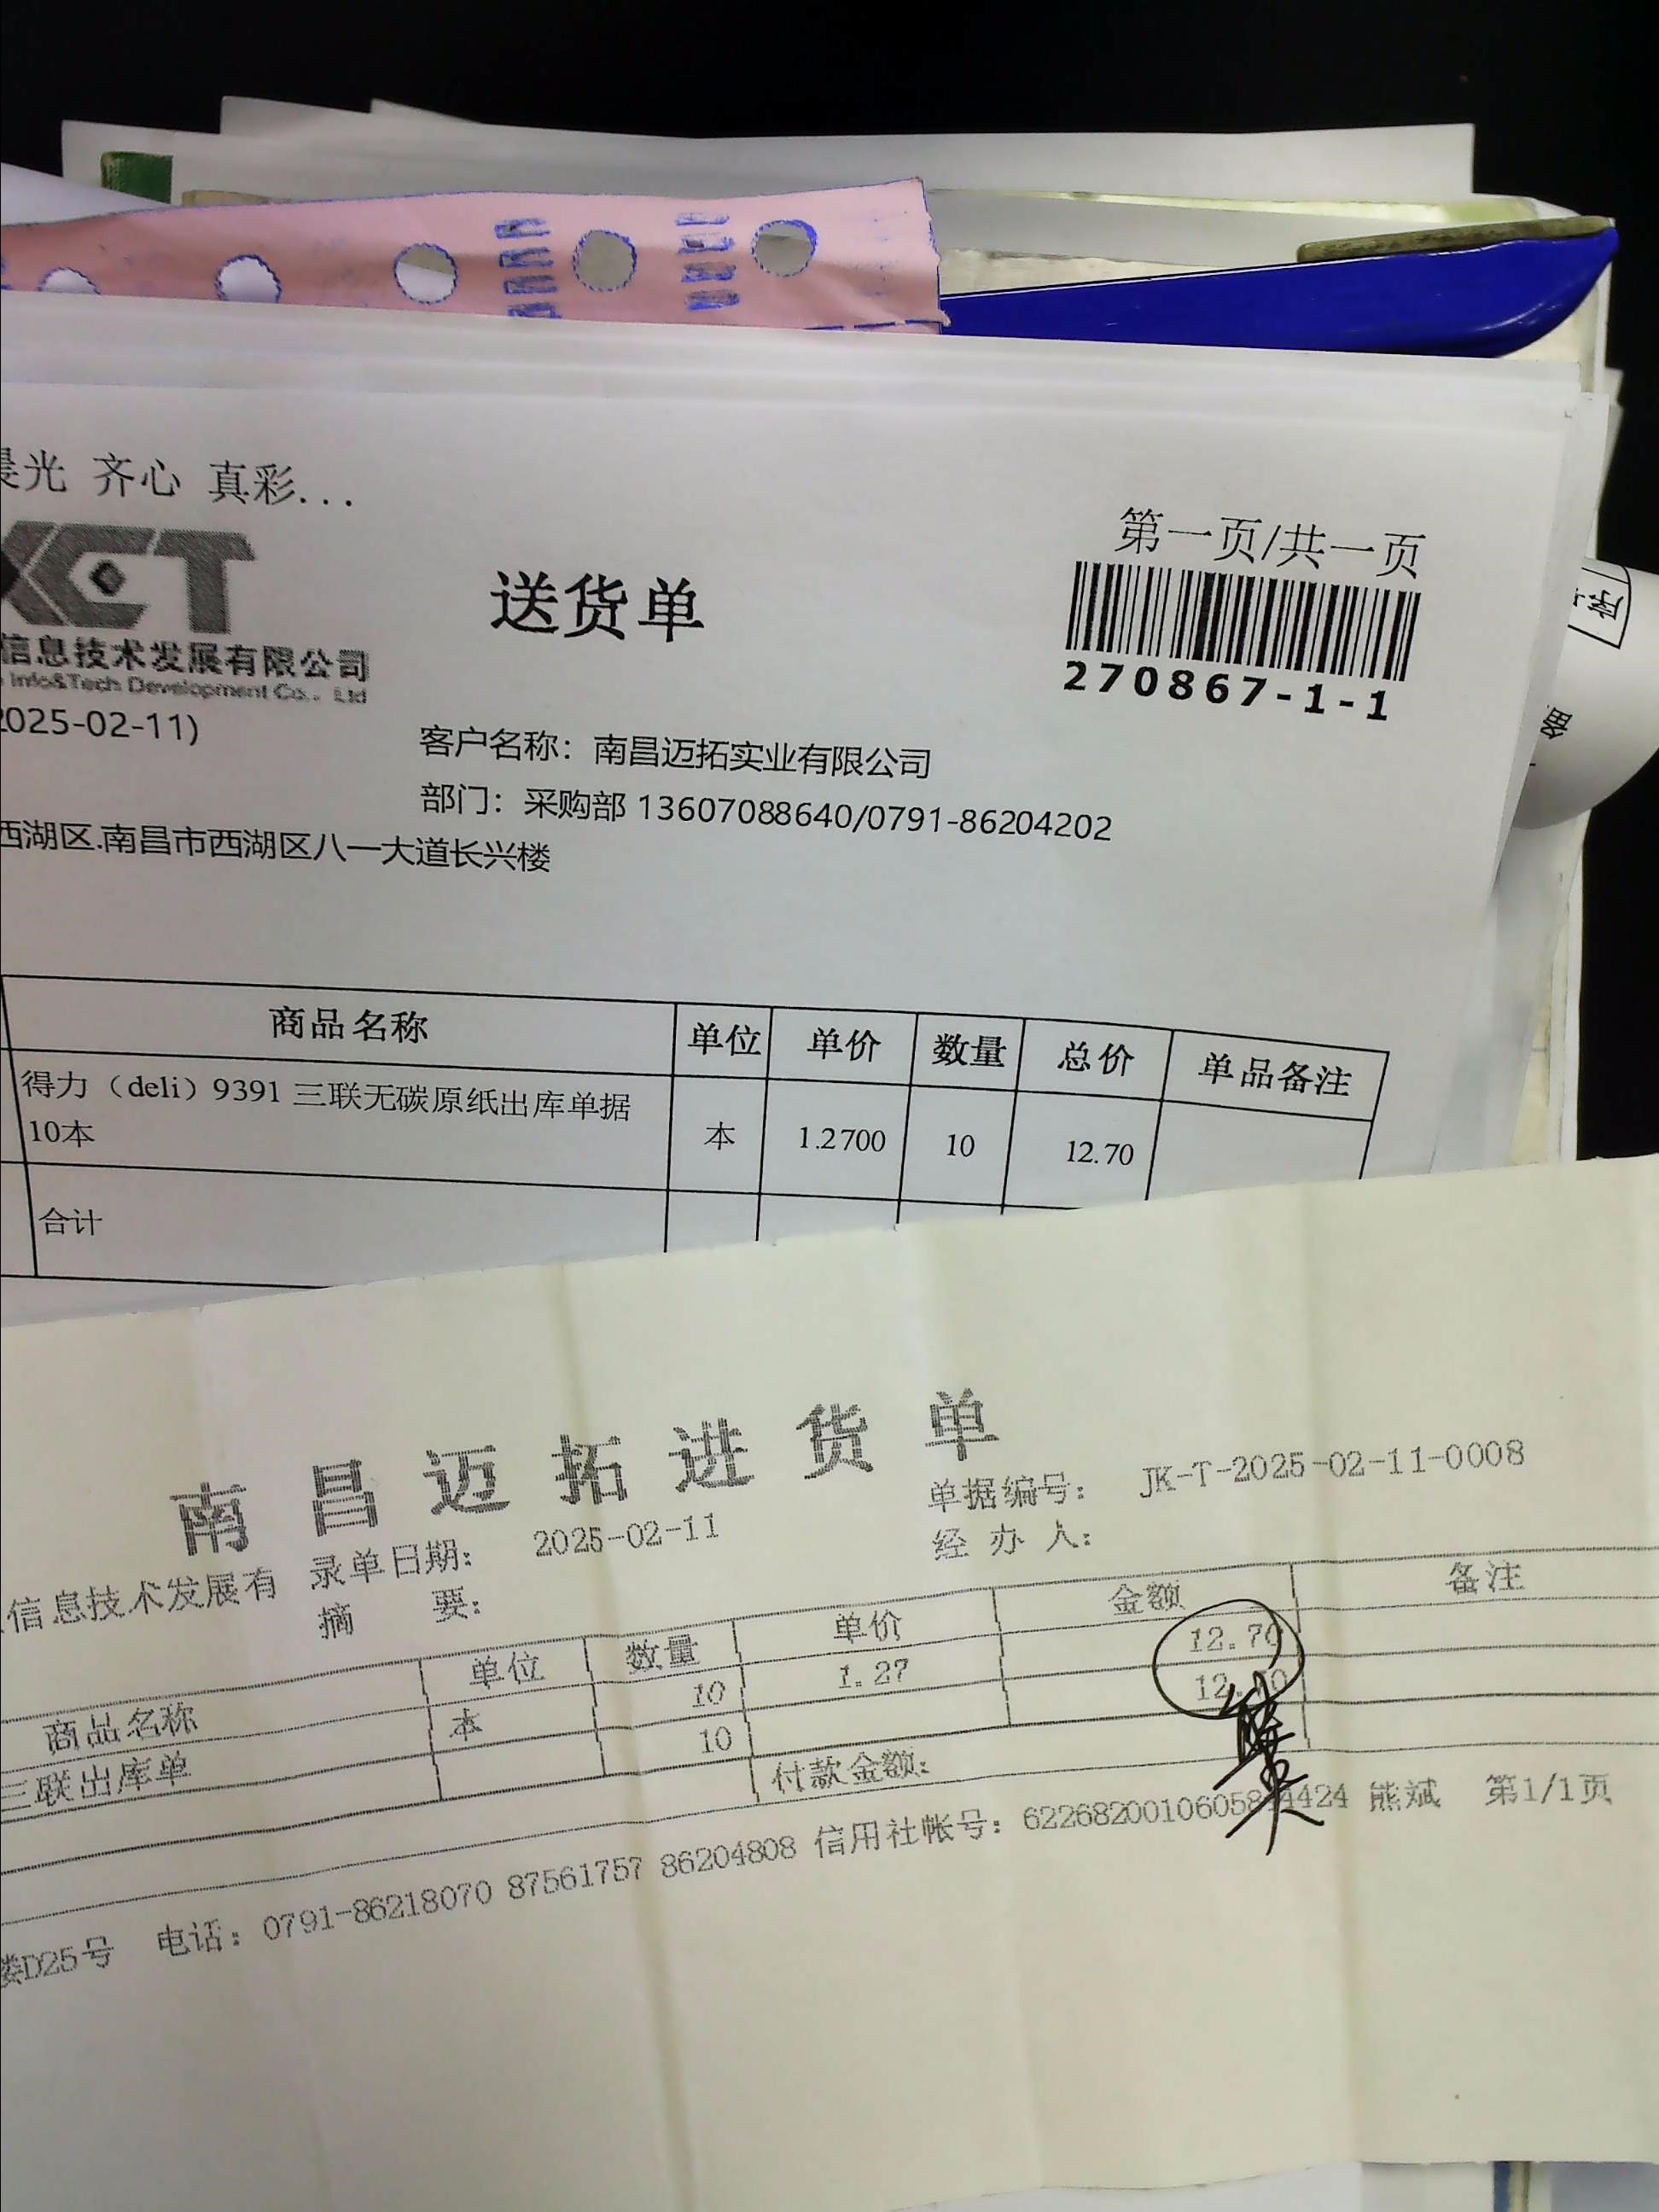 晨光 齐心 真彩...
第一页/共一页
XCT
送货单
270867-1-1
信息技术发展有限公司
Info&Tech Development Co., Ltd
2025-02-11)
客户名称：南昌迈拓实业有限公司
部门：采购部 13607088640/0791-86204202
西湖区.南昌市西湖区八一大道长兴楼
商品名称 单位 单价 数量 总价 单品备注
得力（deli）9391 三联无碳原纸出库单据
10本 本 1.2700 10 12.70
合计
南昌迈拓进货单
单据编号： JK-T-2025-02-11-0008
信息技术发展有 录单日期： 2025-02-11 经 办 人：
摘 要：
商品名称 单位 数量 单价 金额 备注
三联出库单 本 10 1.27 12.70
10 12.70
付款金额：
楼D25号 电话：0791-86218070 87561757 86204808 信用社帐号： 熊斌 第1/1页